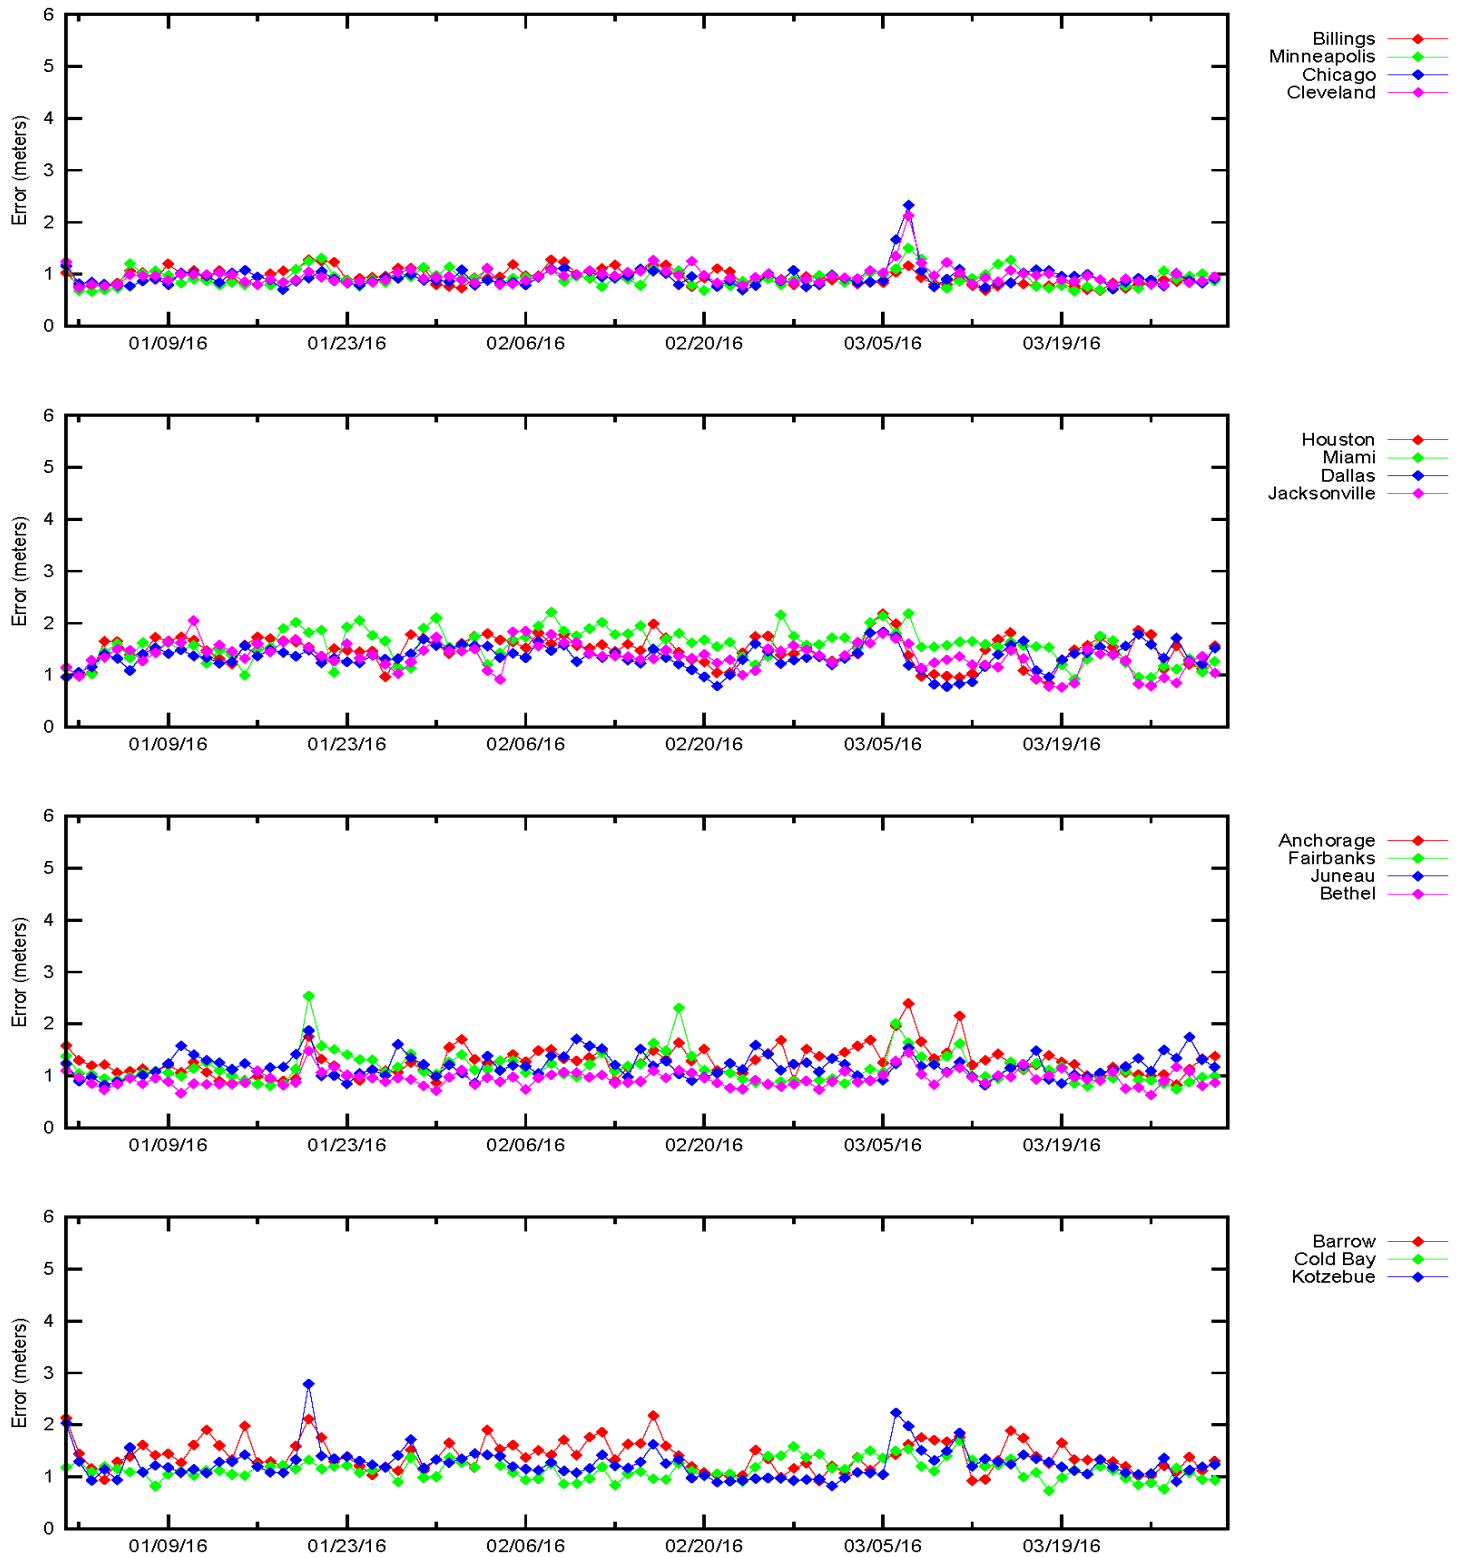 6
5
4
3
2
1
0
Error (meters)
01/09/16 01/23/16 02/06/16 02/20/16 03/05/16 03/19/16
Billings
Minneapolis
Chicago
Cleveland
6
5
4
3
2
1
0
Error (meters)
01/09/16 01/23/16 02/06/16 02/20/16 03/05/16 03/19/16
Houston
Miami
Dallas
Jacksonville
6
5
4
3
2
1
0
Error (meters)
01/09/16 01/23/16 02/06/16 02/20/16 03/05/16 03/19/16
Anchorage
Fairbanks
Juneau
Bethel
6
5
4
3
2
1
0
Error (meters)
01/09/16 01/23/16 02/06/16 02/20/16 03/05/16 03/19/16
Barrow
Cold Bay
Kotzebue